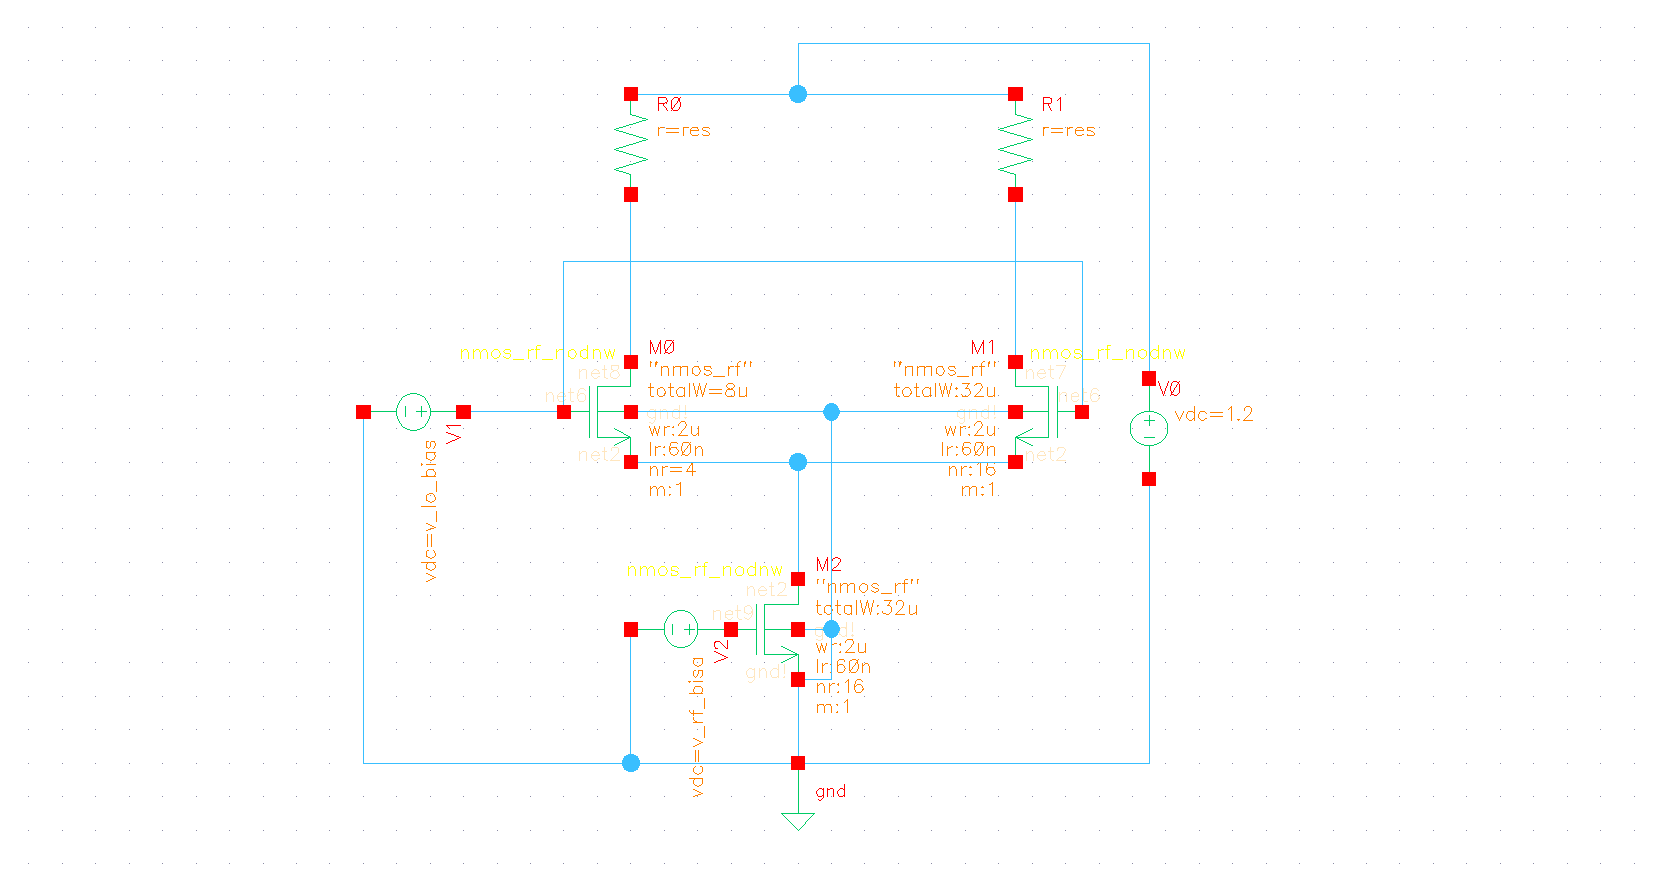 R0
r=res
R1
r=res
nmos_rf_nodnw
M0
"nmos_rf"
totalW=8u
net8
net6
gnd!
wr:2u
lr:60n
nr=4
m:1
net2
M1
nmos_rf_nodnw
"nmos_rf"
totalW:32u
net7
net6
gnd!
wr:2u
lr:60n
nr:16
m:1
net2
V0
vdc=1.2
V1
vdc=v_lo_bias
nmos_rf_nodnw
M2
"nmos_rf"
totalW:32u
net2
net9
gnd!
wr:2u
lr:60n
nr:16
m:1
gnd!
V2
vdc=v_rf_bisa
gnd